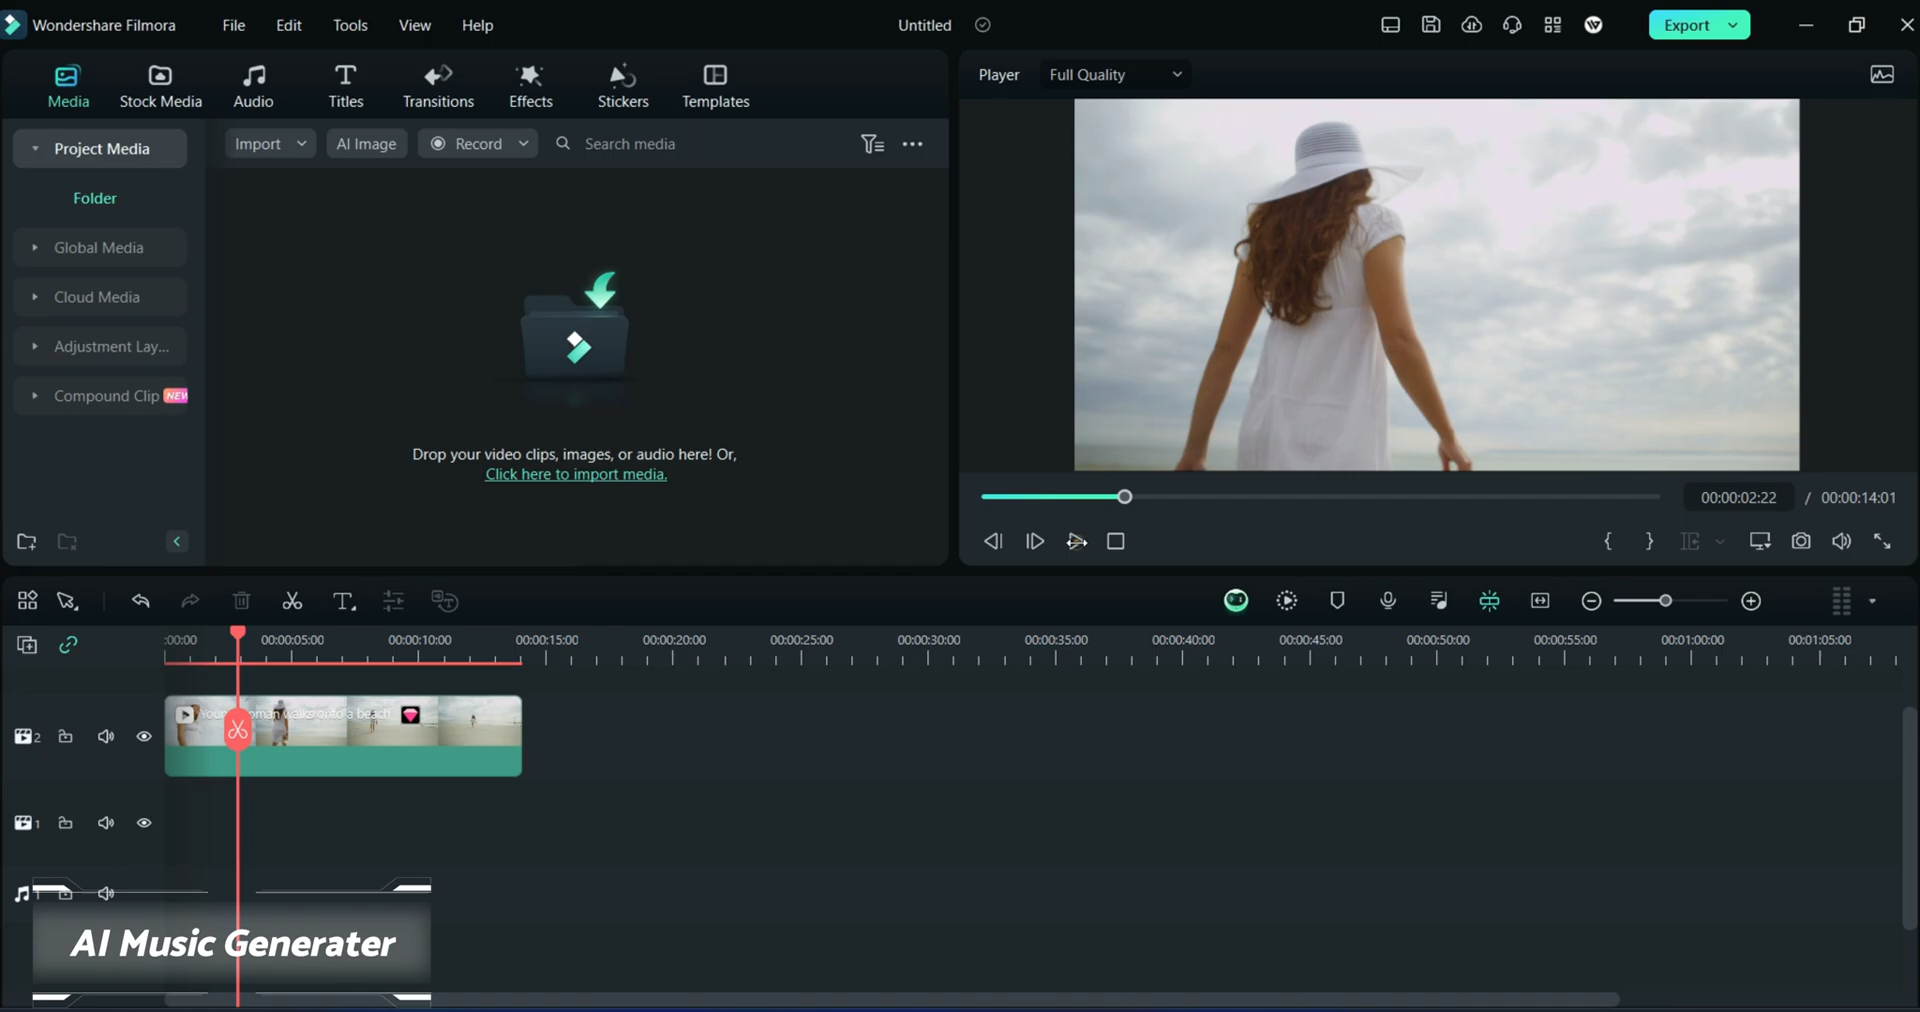 Wondershare Filmora File Edit Tools View Help Untitled Export
Media Stock Media Audio Titles Transitions Effects Stickers Templates
Player Full Quality
Project Media
Folder
Global Media
Cloud Media
Adjustment Lay...
Compound Clip NEW
Import AI Image Record Search media
Drop your video clips, images, or audio here! Or,
Click here to import media.
00:00:02:22 / 00:00:14:01
:00:00 00:00:05:00 00:00:10:00 00:00:15:00 00:00:20:00 00:00:25:00 00:00:30:00 00:00:35:00 00:00:40:00 00:00:45:00 00:00:50:00 00:00:55:00 00:01:00:00 00:01:05:00
walks onto a beach
2
1
1
AI Music Generater